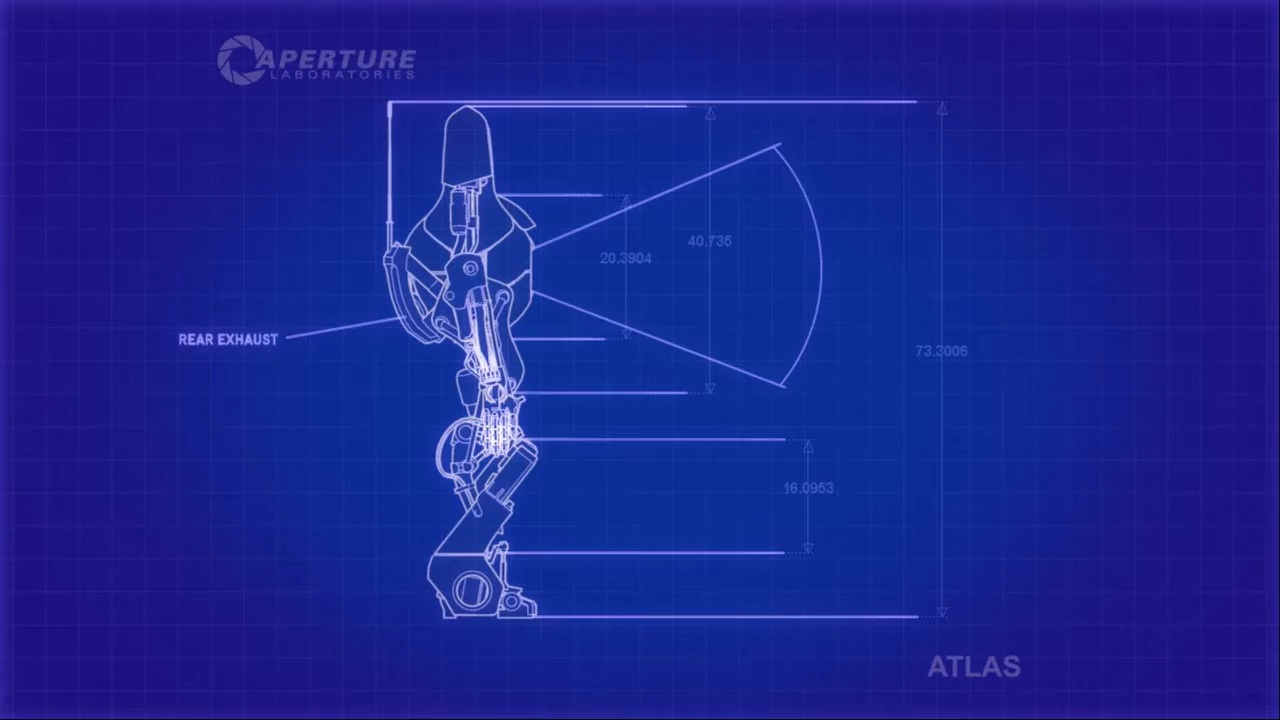 APERTURE
LABORATORIES
40.735
20.3904
REAR EXHAUST
73.3006
16.0953
ATLAS